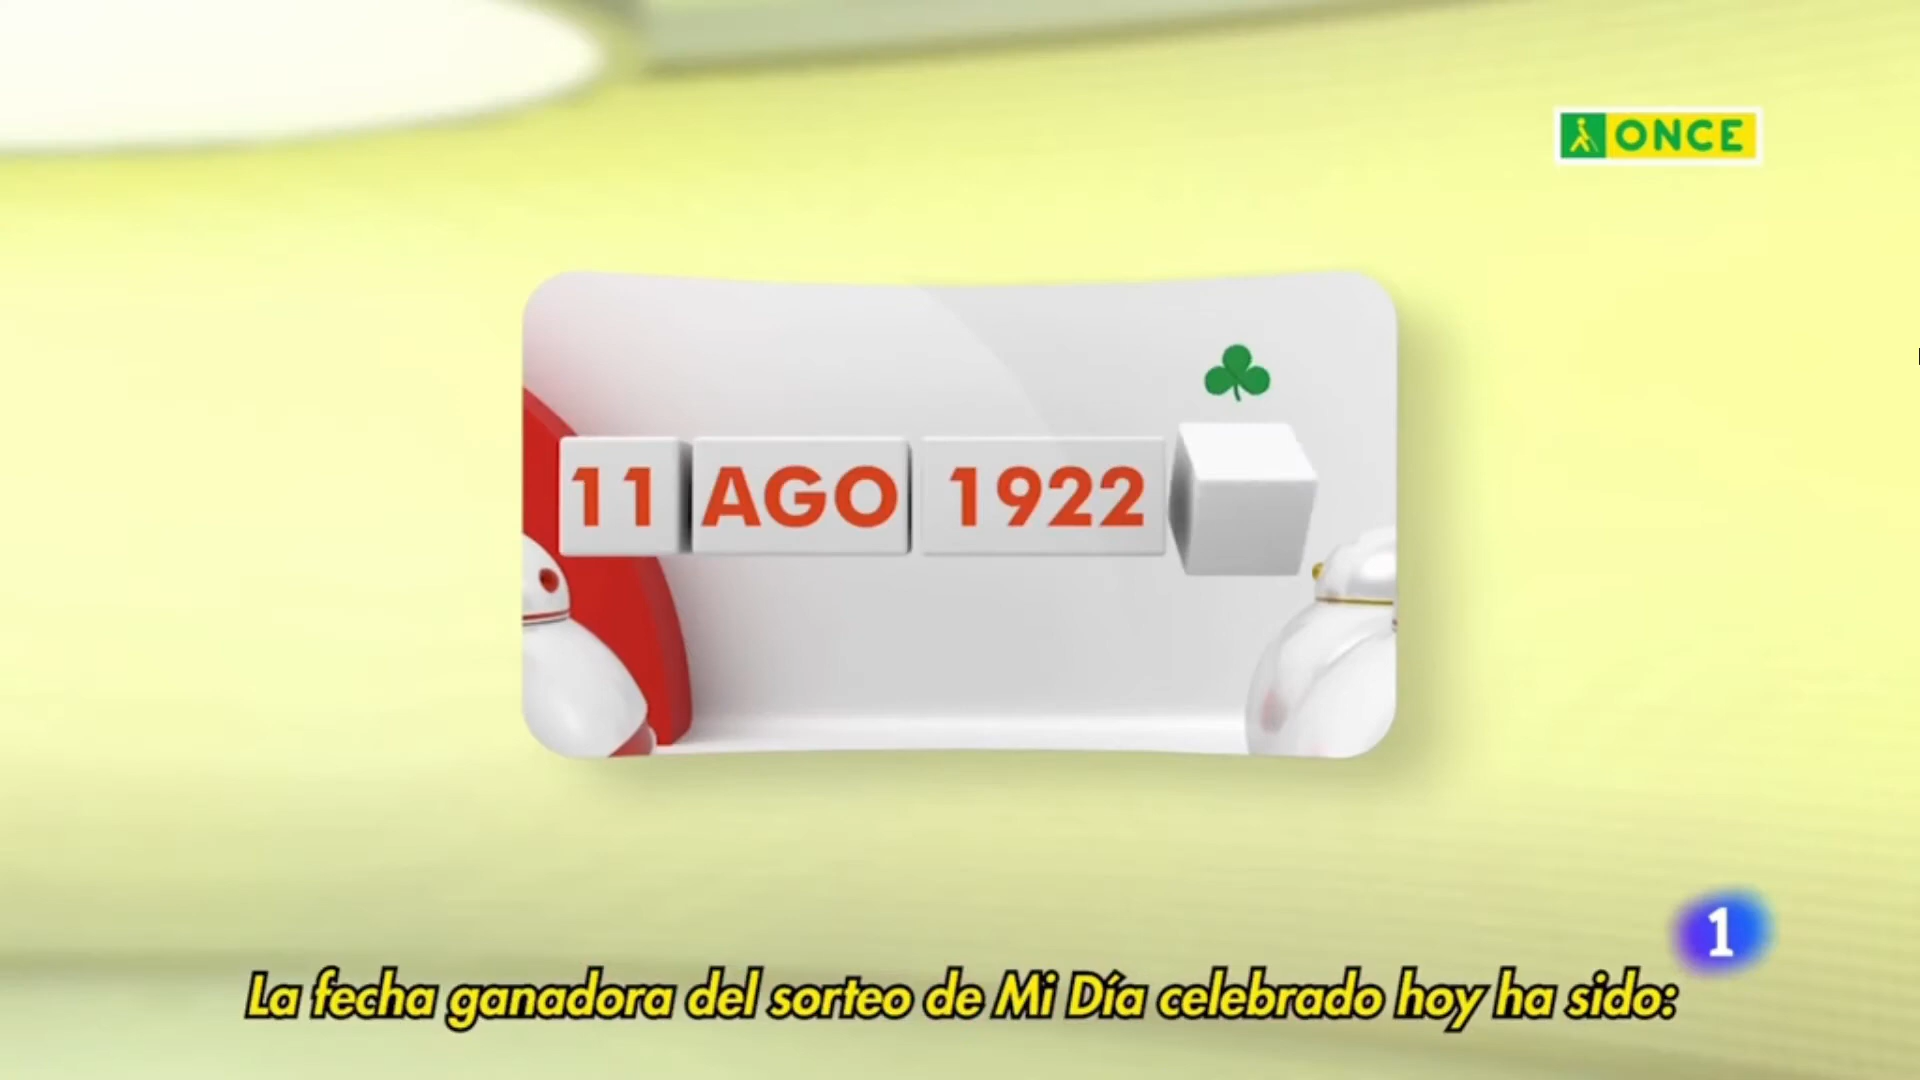 ONCE
11 AGO 1922
1
La fecha ganadora del sorteo de Mi Día celebrado hoy ha sido: